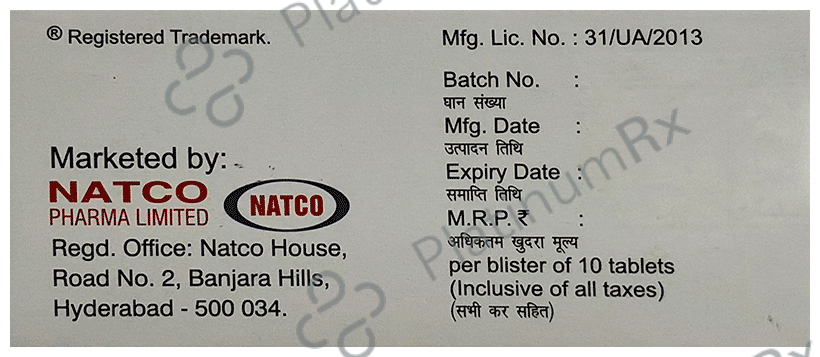 ® Registered Trademark.
Marketed by:
NATCO
PHARMA LIMITED
NATCO
Regd. Office: Natco House,
Road No. 2, Banjara Hills,
Hyderabad - 500 034.
Mfg. Lic. No. : 31/UA/2013
Batch No. :
घान संख्या
Mfg. Date :
उत्पादन तिथि
Expiry Date :
समाप्ति तिथि
M.R.P. ₹ :
अधिकतम खुदरा मूल्य
per blister of 10 tablets
(Inclusive of all taxes)
(सभी कर सहित)
PlatinumRx